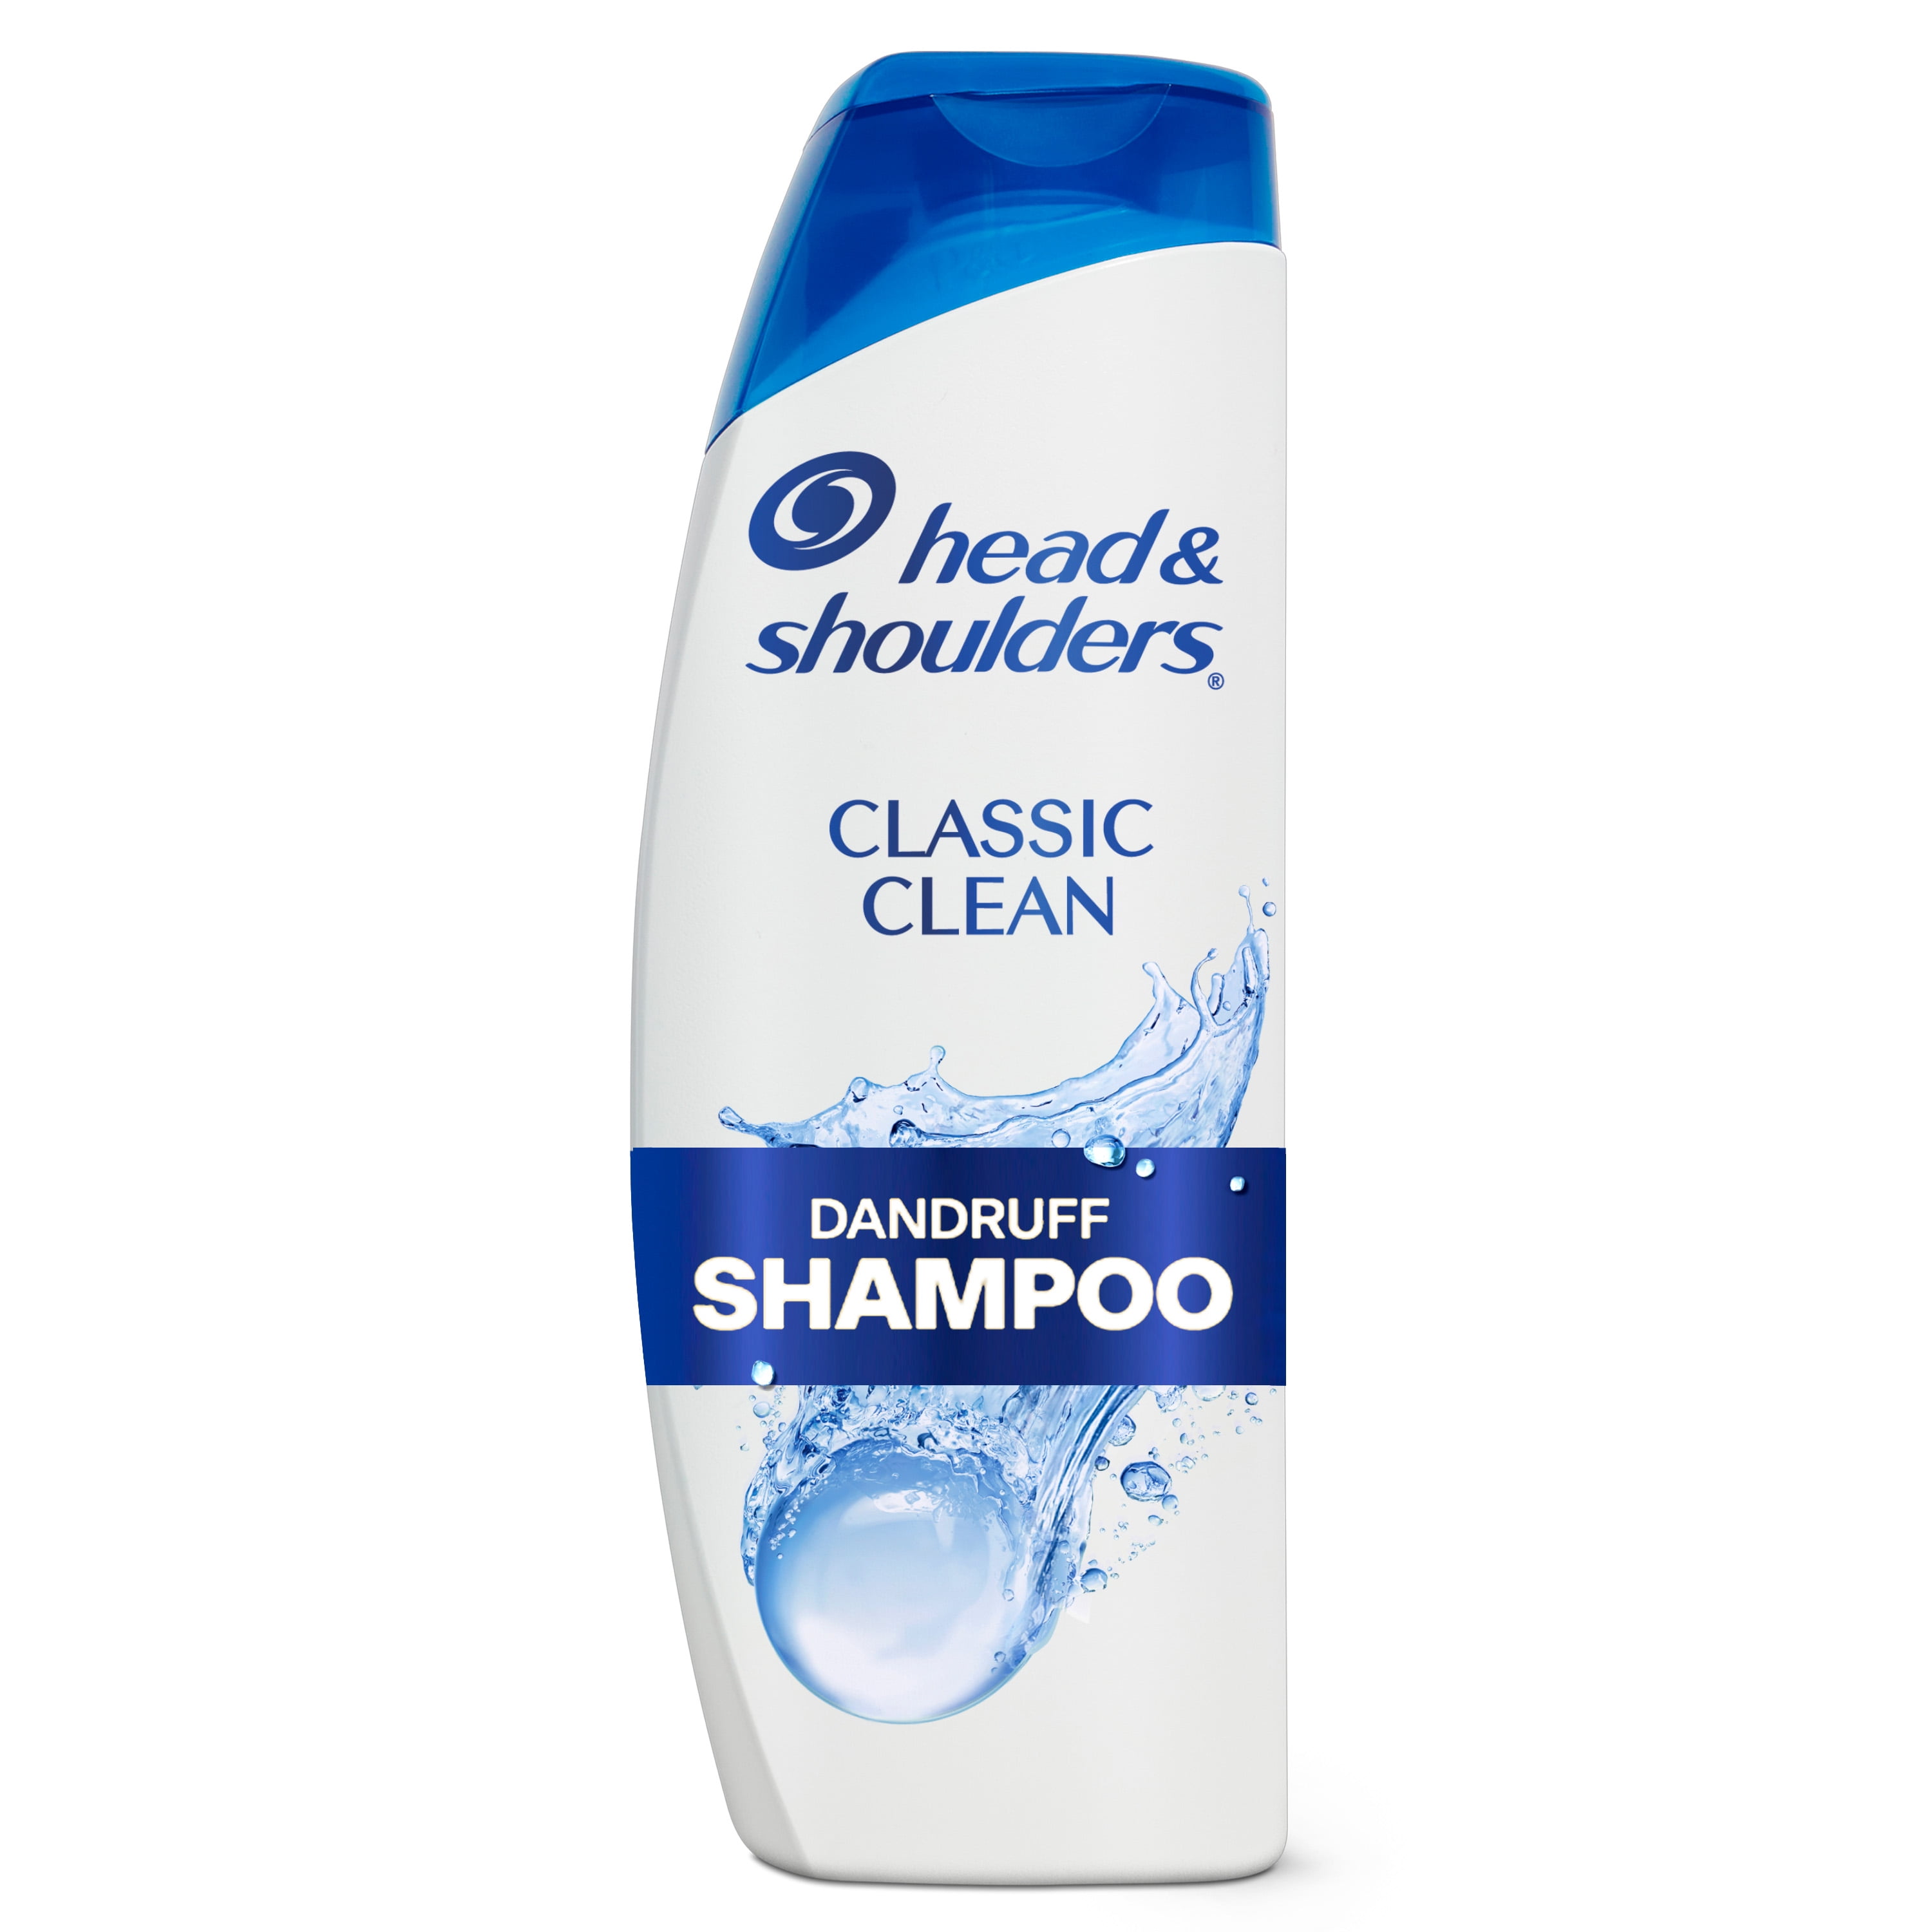 head &
shoulders®
CLASSIC
CLEAN
DANDRUFF
SHAMPOO